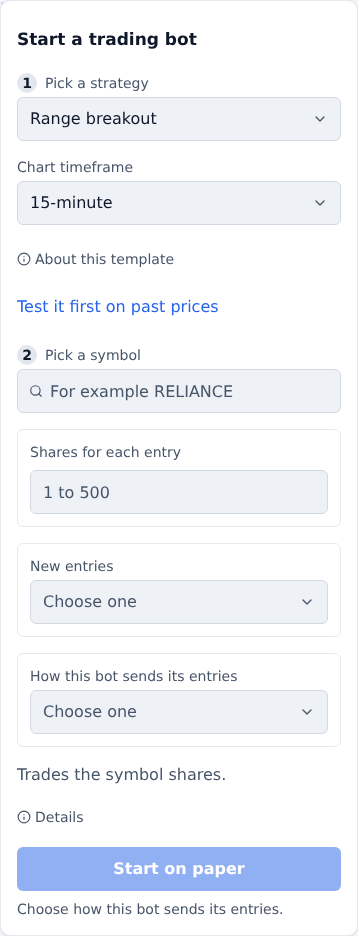 Start a trading bot
1 Pick a strategy
Range breakout
Chart timeframe
15-minute
About this template
Test it first on past prices
2 Pick a symbol
For example RELIANCE
Shares for each entry
1 to 500
New entries
Choose one
How this bot sends its entries
Choose one
Trades the symbol shares.
Details
Start on paper
Choose how this bot sends its entries.